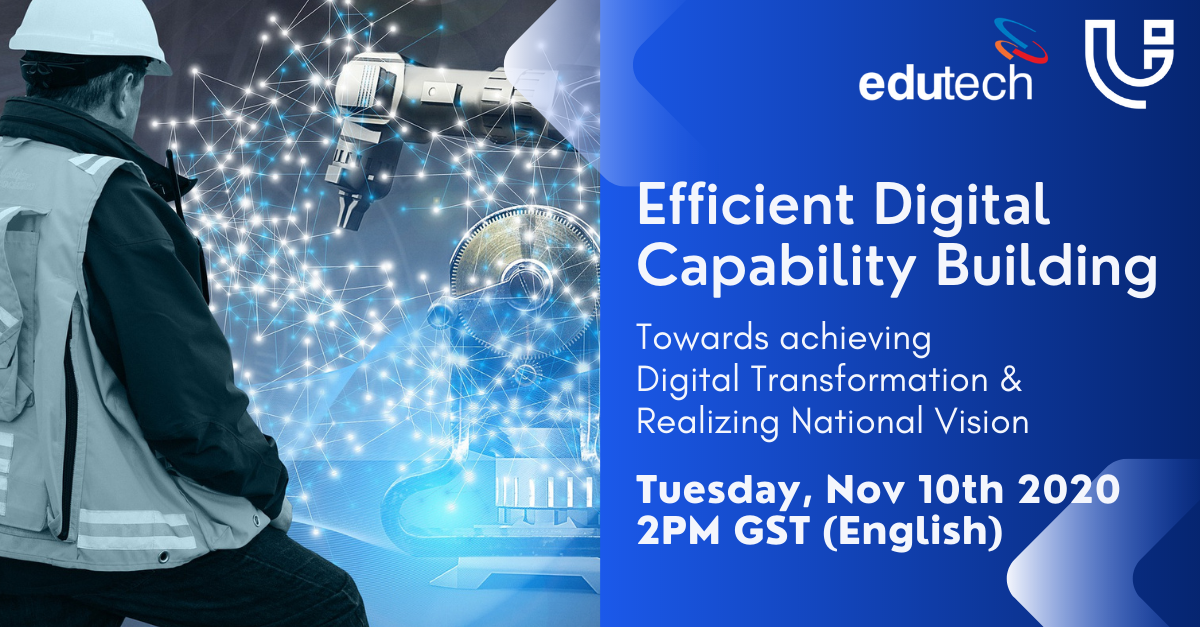 edutech
Efficient Digital
Capability Building
Towards achieving
Digital Transformation &
Realizing National Vision
Tuesday, Nov 10th 2020
2PM GST (English)